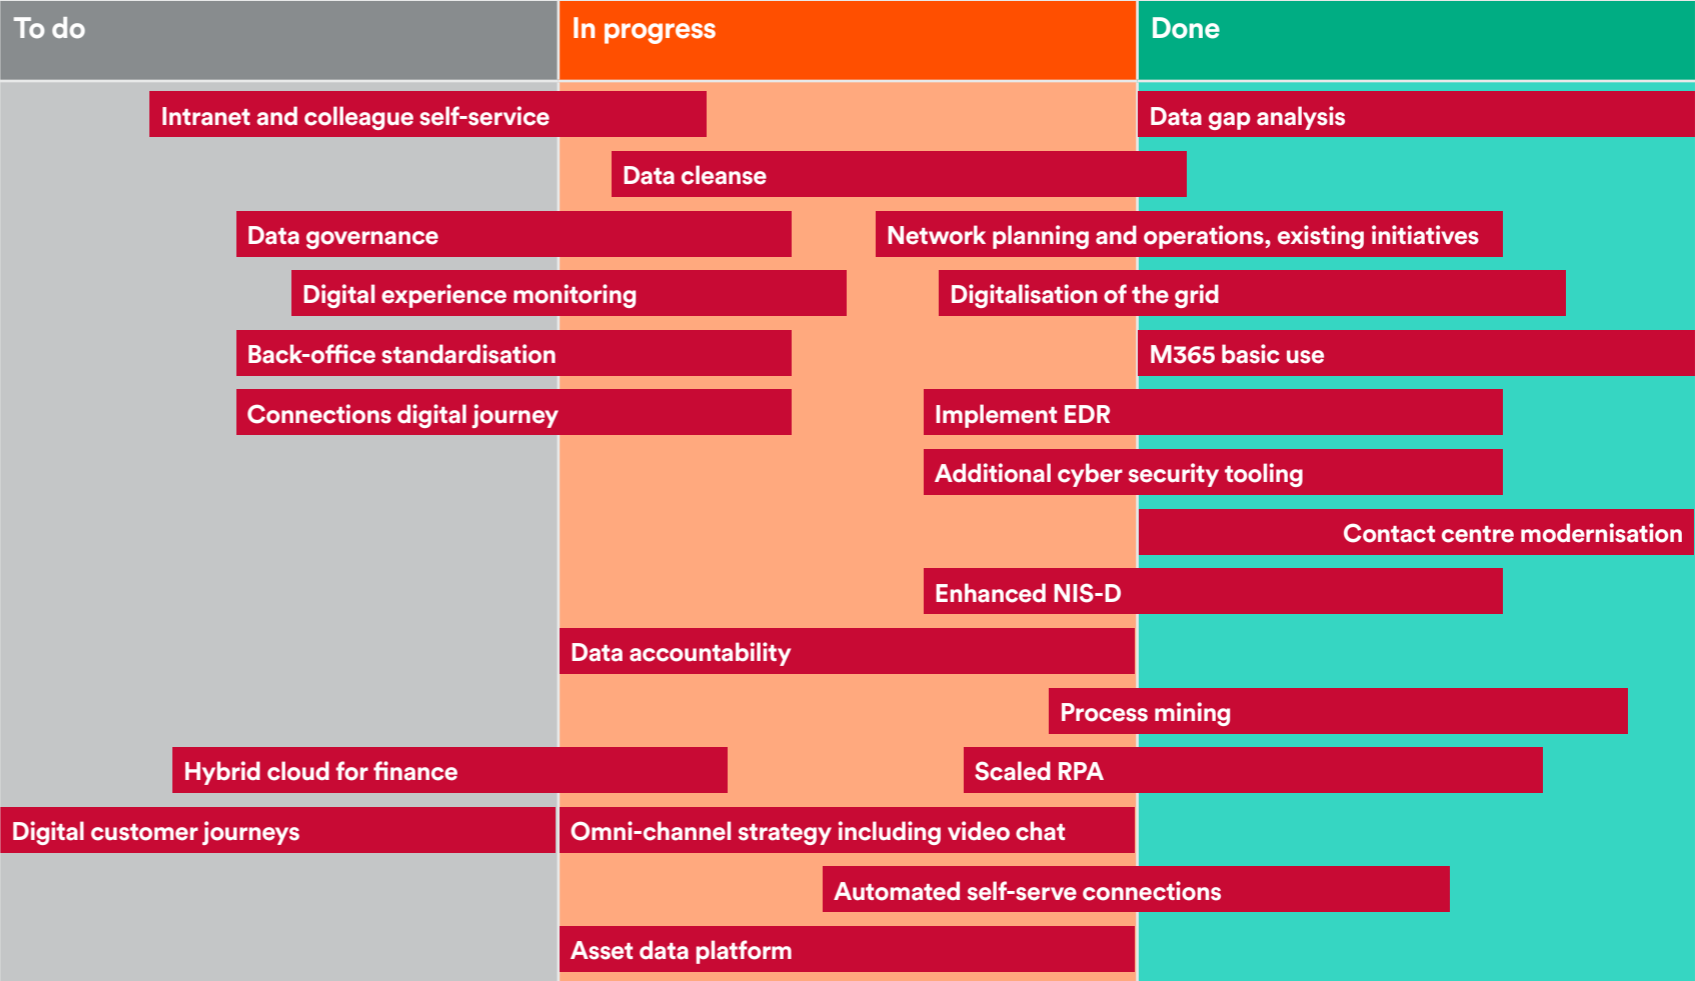 To do
In progress
Done
Intranet and colleague self-service
Data gap analysis
Data cleanse
Data governance
Network planning and operations, existing initiatives
Digital experience monitoring
Digitalisation of the grid
Back-office standardisation
M365 basic use
Connections digital journey
Implement EDR
Additional cyber security tooling
Contact centre modernisation
Enhanced NIS-D
Data accountability
Process mining
Hybrid cloud for finance
Scaled RPA
Digital customer journeys
Omni-channel strategy including video chat
Automated self-serve connections
Asset data platform